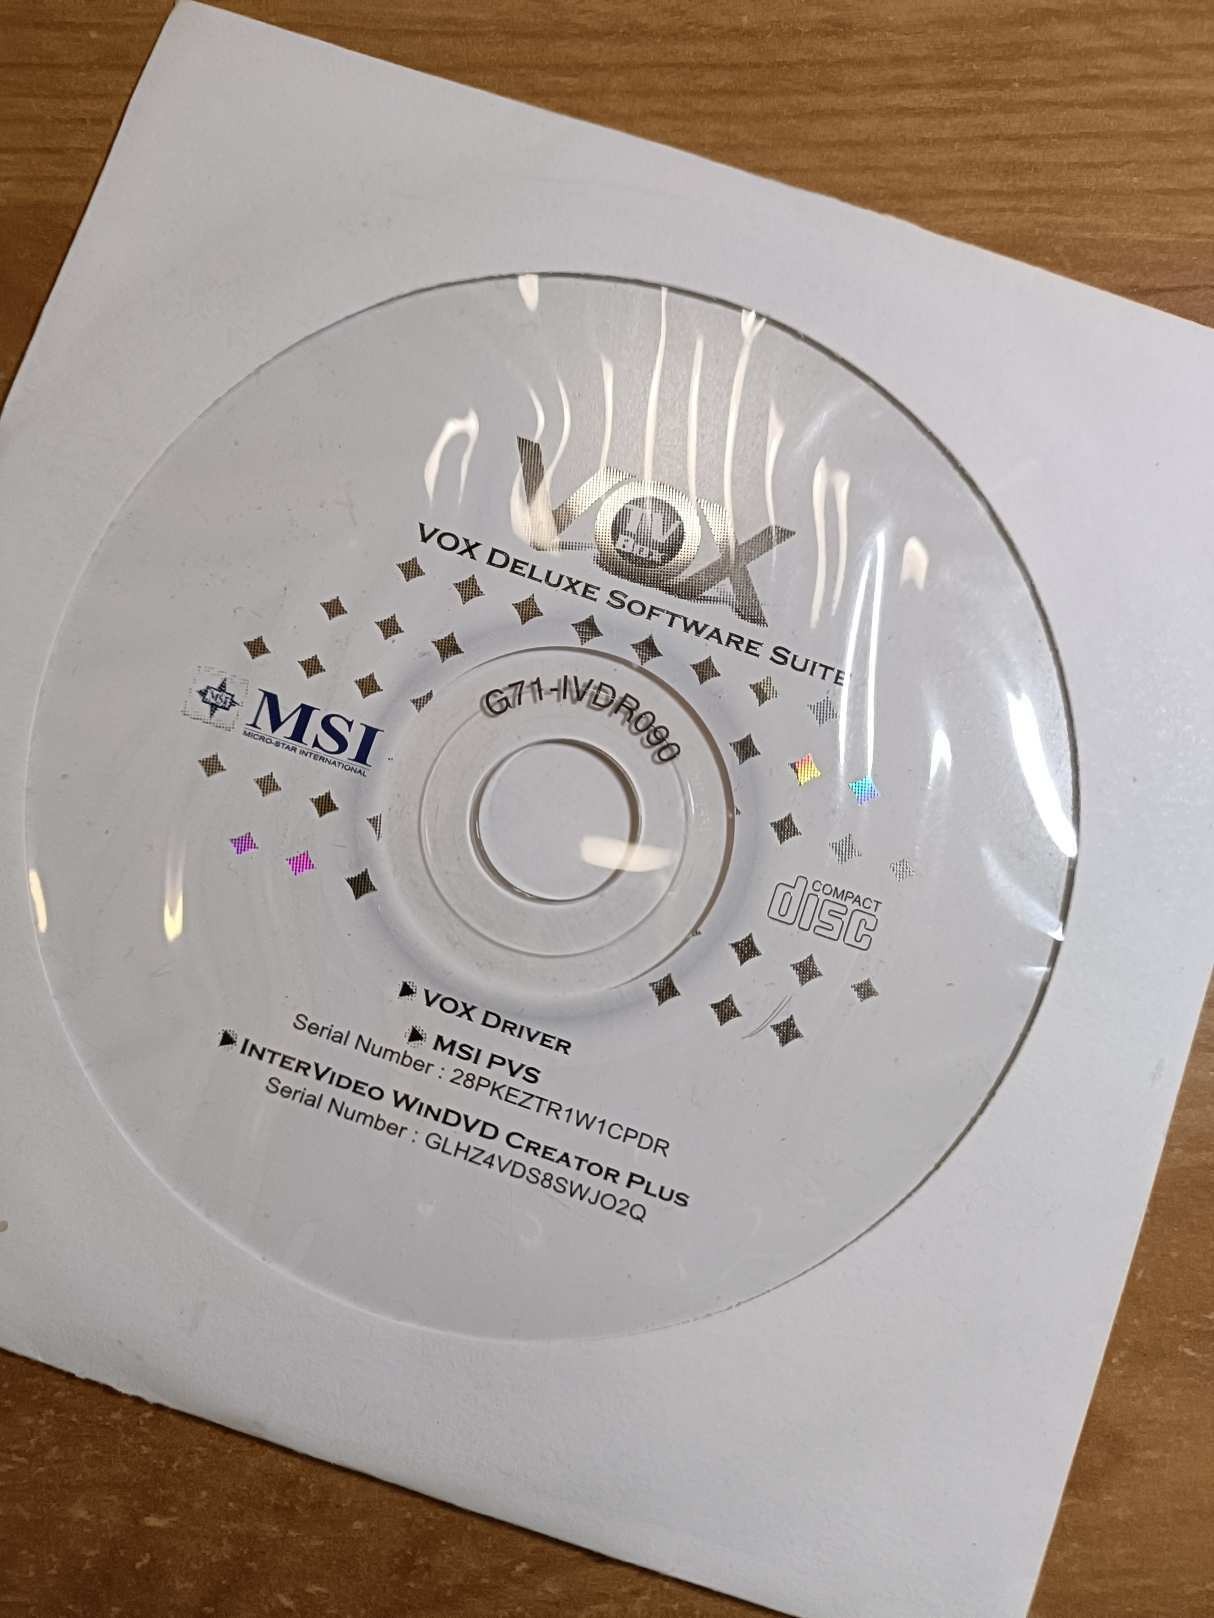 VOX
TV
BOX
VOX Deluxe Software Suite
G71-IVDR090
MSI
MSI
MICRO-STAR INTERNATIONAL
COMPACT
disc
VOX Driver
MSI PVS
Serial Number : 28PKEZTR1W1CPDR
InterVideo WinDVD Creator Plus
Serial Number : GLHZ4VDS8SWJO2Q